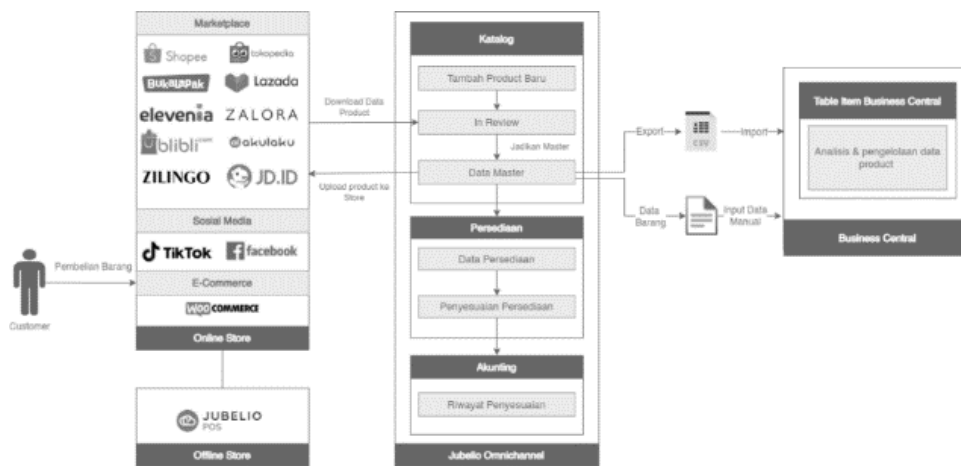 Marketplace
Shopee
tokopedia
BukaLapak
Lazada
elevenia
ZALORA
blibli.com
akulaku
ZILINGO
JD.ID
Sosial Media
TikTok
facebook
E-Commerce
WOO COMMERCE
Online Store
JUBELIO
POS
Offline Store
Customer
Pembelian Barang
Download Data
Product
Upload product ke
Store
Katalog
Tambah Product Baru
In Review
Jadikan Master
Data Master
Persediaan
Data Persediaan
Penyesuaian Persediaan
Akunting
Riwayat Penyesuaian
Jubelio Omnichannel
Export
CSV
Import
Data
Barang
Input Data
Manual
Table Item Business Central
Analisis & pengelolaan data
product
Business Central